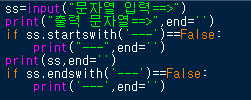 ss=input("문자열 입력==>")
print("출력 문자열==>",end='')
if ss.startswith('---')==False:
    print("---",end='')
print(ss,end='')
if ss.endswith('---')==False:
    print("---",end='')